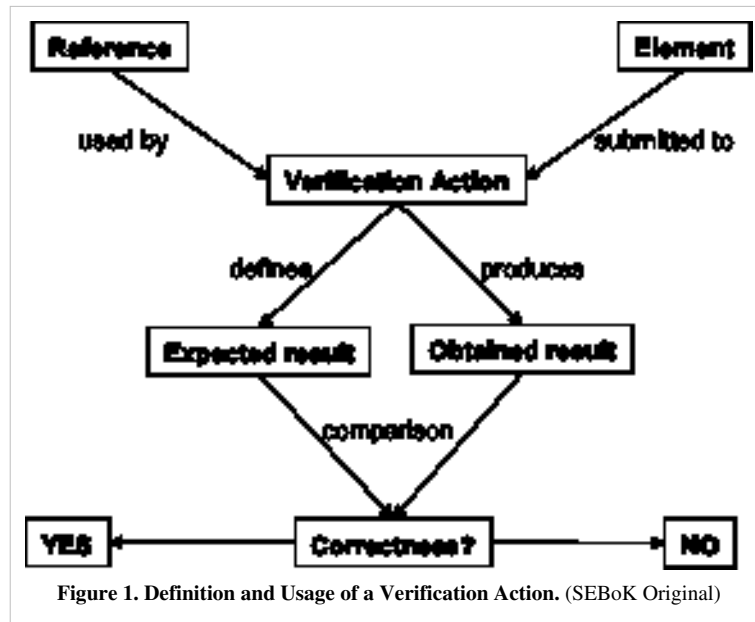 Reference
Element
used by
submitted to
Verification Action
defines
produces
Expected result
Obtained result
comparison
YES
Correctness?
NO
Figure 1. Definition and Usage of a Verification Action. (SEBoK Original)